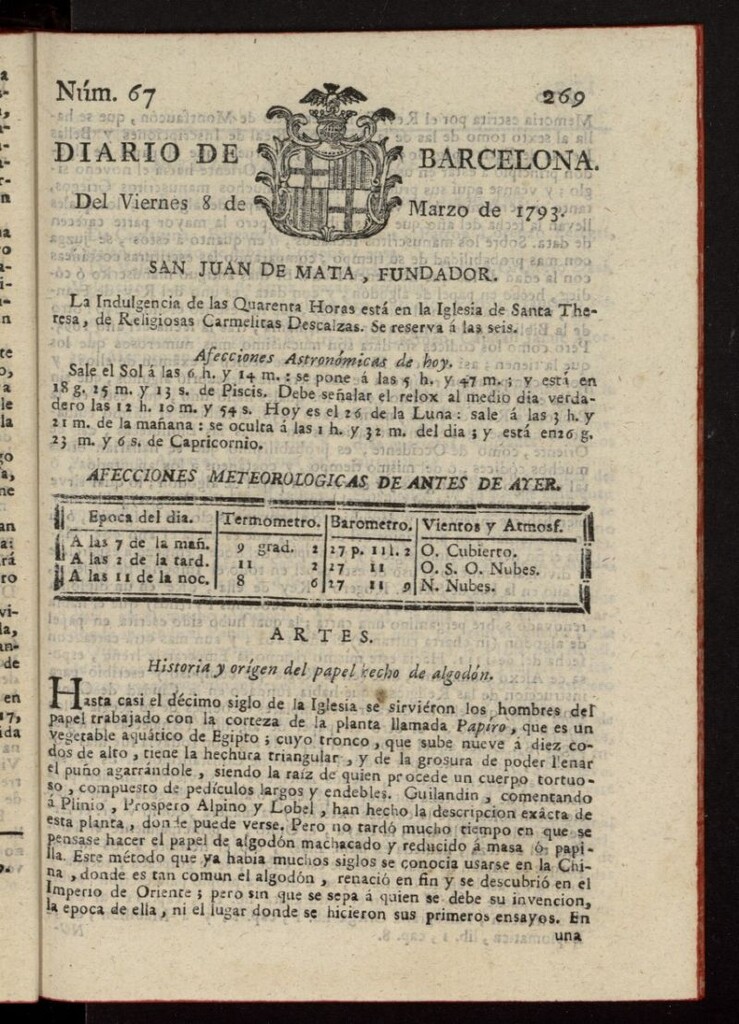 Núm. 67 269
DIARIO DE BARCELONA.
Del Viernes 8 de Marzo de 1793.
SAN JUAN DE MATA, FUNDADOR.
La Indulgencia de las Quarenta Horas está en la Iglesia de Santa The-
resa, de Religiosas Carmelitas Descalzas. Se reserva á las seis.
Afecciones Astronómicas de hoy.
Sale el Sol á las 6 h. y 14 m.: se pone á las 5 h. y 47 m.; y está en
18 g. 25 m. y 13 s. de Piscis. Debe señalar el relox al medio dia verda-
dero las 12 h. 10 m. y 54 s. Hoy es el 26 de la Luna: sale á las 3 h. y
21 m. de la mañana: se oculta á las 1 h. y 32 m. del dia; y está en 26 g.
23 m. y 6 s. de Capricornio.
AFECCIONES METEOROLOGICAS DE ANTES DE AYER.
Epoca del dia. Termometro. Barometro. Vientos y Atmosf.
A las 7 de la mañ. 9 grad. 2 27 p. 11 l. 2 O. Cubierto.
A las 2 de la tard. 11 2 27 11 O. S. O. Nubes.
A las 11 de la noc. 8 6 27 11 9 N. Nubes.
ARTES.
Historia y orígen del papel hecho de algodón.
Hasta casi el décimo siglo de la Iglesia se sirviéron los hombres del
papel trabajado con la corteza de la planta llamada Papiro, que es un
vegetable aquático de Egipto; cuyo tronco, que sube nueve á diez co-
dos de alto, tiene la hechura triangular, y de la grosura de poder llenar
el puño agarrándole, siendo la raíz de quien procede un cuerpo tortuo-
so, compuesto de pedículos largos y endebles. Guilandin, comentando
á Plinio, Prospero Alpino y Lobel, han hecho la descripcion exâcta de
esta planta, donde puede verse. Pero no tardó mucho tiempo en que se
pensase hacer el papel de algodón machacado y reducido á masa ó papi-
lla. Este método que ya habia muchos siglos se conocía usarse en la Chi-
na, donde es tan comun el algodón, renació en fin y se descubrió en el
Imperio de Oriente; pero sin que se sepa á quien se debe su invencion,
la epoca de ella, ni el lugar donde se hicieron sus primeros ensayos. En
una